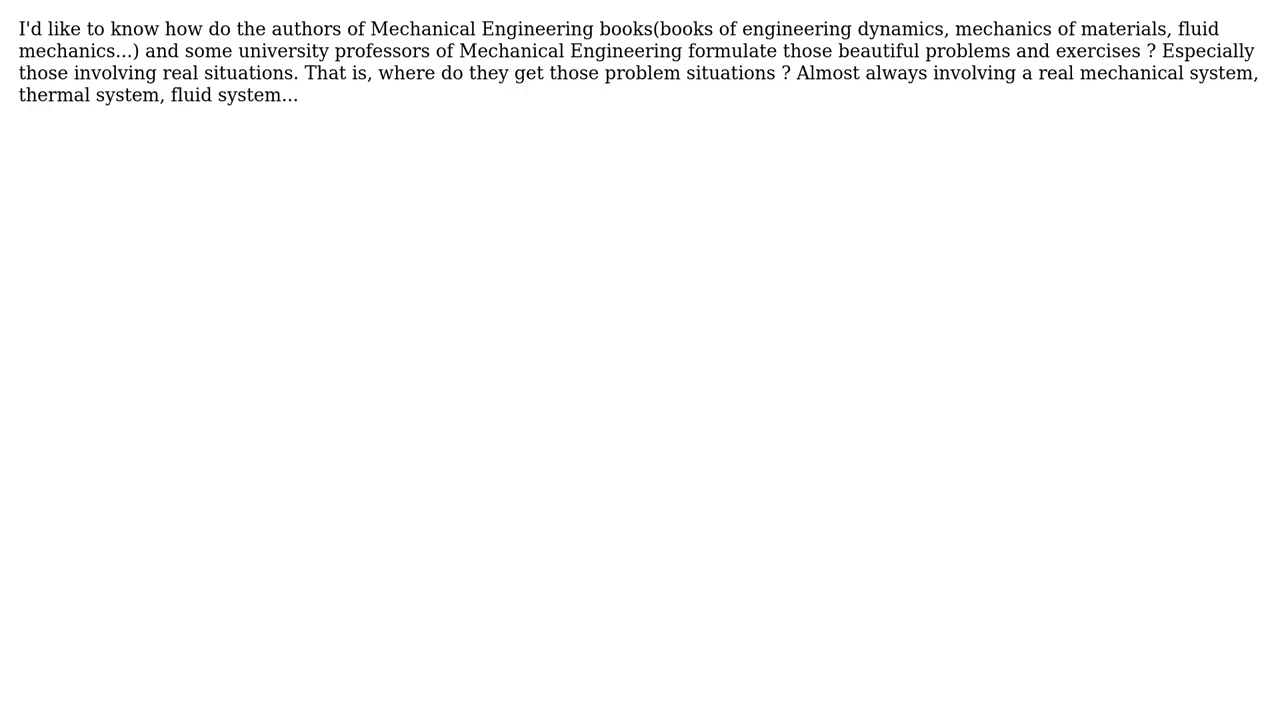 I'd like to know how do the authors of Mechanical Engineering books(books of engineering dynamics, mechanics of materials, fluid
mechanics...) and some university professors of Mechanical Engineering formulate those beautiful problems and exercises ? Especially
those involving real situations. That is, where do they get those problem situations ? Almost always involving a real mechanical system,
thermal system, fluid system...